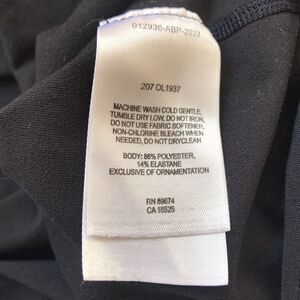 012936-ABP-2023
207 OL1937
MACHINE WASH COLD GENTLE,
TUMBLE DRY LOW, DO NOT IRON,
DO NOT USE FABRIC SOFTENER,
NON-CHLORINE BLEACH WHEN
NEEDED, DO NOT DRYCLEAN
BODY: 86% POLYESTER,
14% ELASTANE
EXCLUSIVE OF ORNAMENTATION
RN 89674
CA 16525